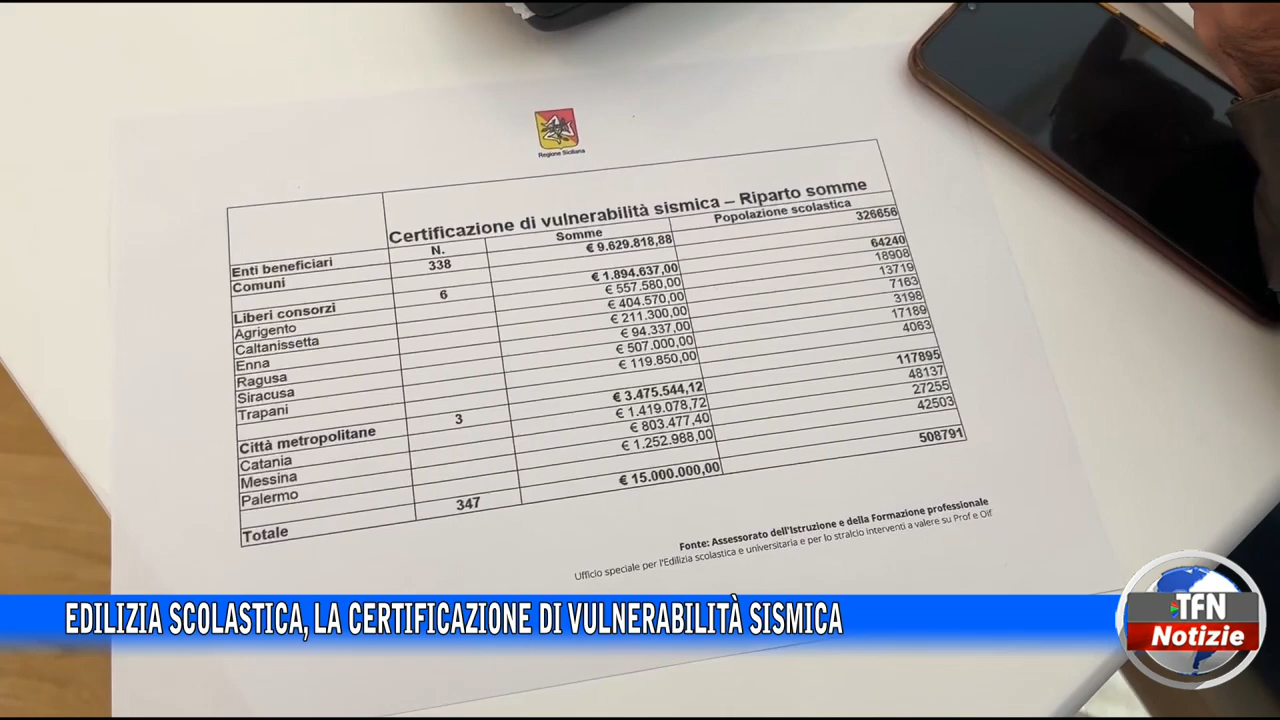 Regione Siciliana
Certificazione di vulnerabilità sismica – Riparto somme
Enti beneficiari N. Somme Popolazione scolastica
Comuni 338 € 9.629.818,88 326656
Liberi consorzi 6 € 1.894.637,00 64240
Agrigento € 557.580,00 18908
Caltanissetta € 404.570,00 13719
Enna € 211.300,00 7163
Ragusa € 94.337,00 3198
Siracusa € 507.000,00 17189
Trapani € 119.850,00 4063
Città metropolitane 3 € 3.475.544,12 117895
Catania € 1.419.078,72 48137
Messina € 803.477,40 27255
Palermo € 1.252.988,00 42503
Totale 347 € 15.000.000,00 508791
Fonte: Assessorato dell'Istruzione e della Formazione professionale
Ufficio speciale per l'Edilizia scolastica e universitaria e per lo stralcio interventi a valere su Prof e Oif
EDILIZIA SCOLASTICA, LA CERTIFICAZIONE DI VULNERABILITÀ SISMICA
TFN
Notizie